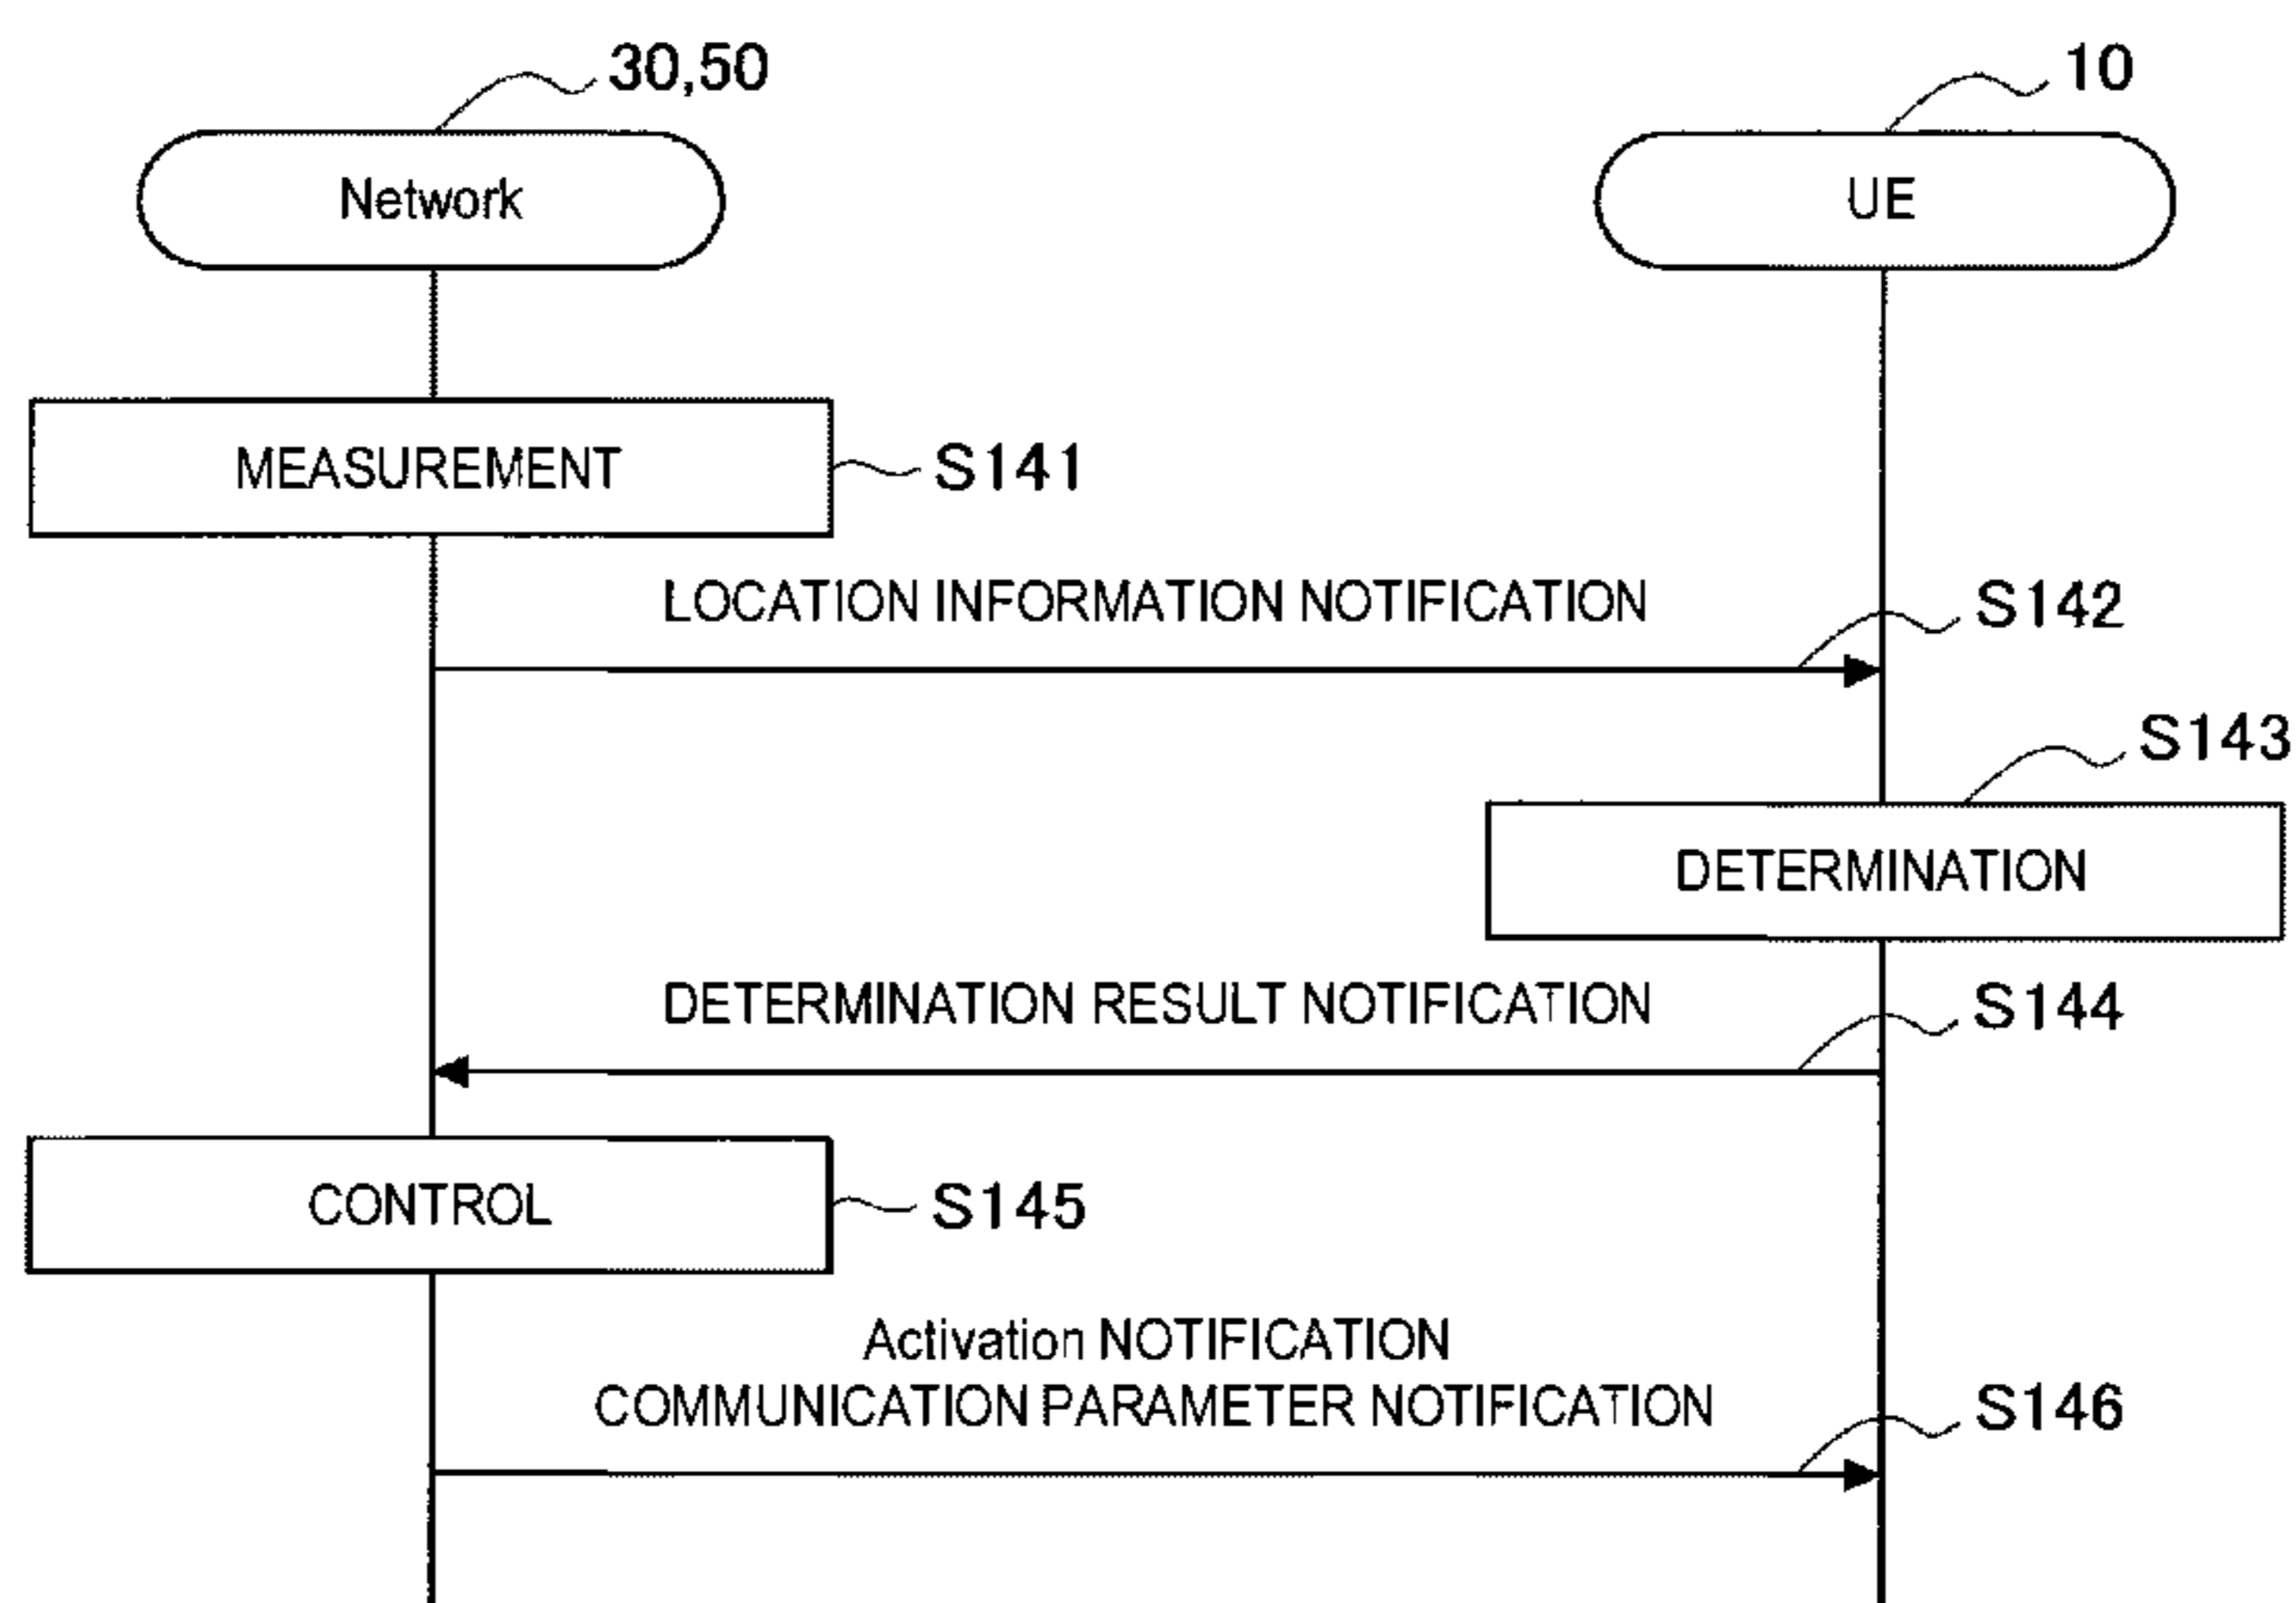 30,50
10
Network
UE
MEASUREMENT
S141
LOCATION INFORMATION NOTIFICATION
S142
S143
DETERMINATION
DETERMINATION RESULT NOTIFICATION
S144
CONTROL
S145
Activation NOTIFICATION
COMMUNICATION PARAMETER NOTIFICATION
S146